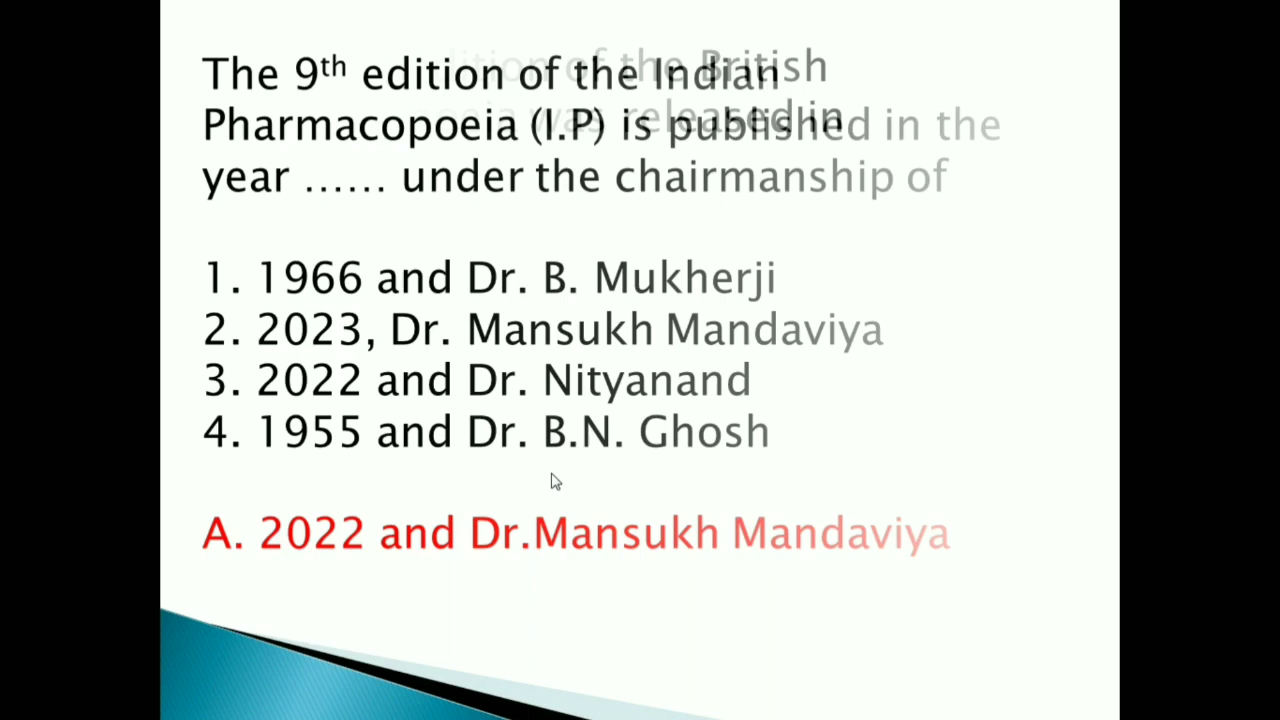 The 9th edition of the Indian
Pharmacopoeia (I.P) is published in the
year ...... under the chairmanship of
1. 1966 and Dr. B. Mukherji
2. 2023, Dr. Mansukh Mandaviya
3. 2022 and Dr. Nityanand
4. 1955 and Dr. B.N. Ghosh
A. 2022 and Dr.Mansukh Mandaviya